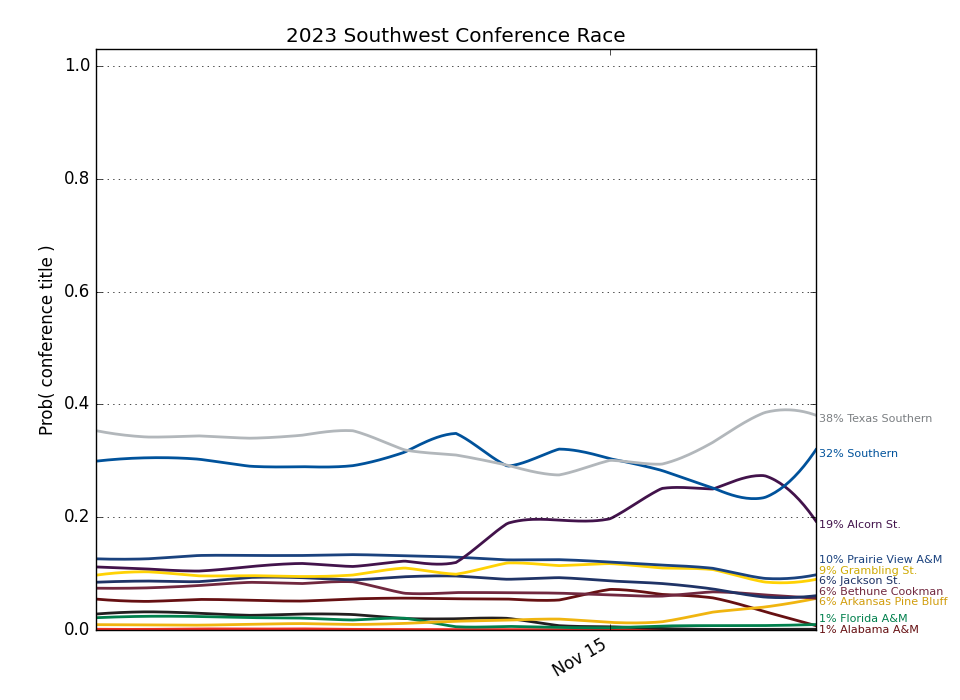 2023 Southwest Conference Race
Prob( conference title )
1.0
0.8
0.6
0.4
0.2
0.0
Nov 15
38% Texas Southern
32% Southern
19% Alcorn St.
10% Prairie View A&M
9% Grambling St.
6% Jackson St.
6% Bethune Cookman
6% Arkansas Pine Bluff
1% Florida A&M
1% Alabama A&M